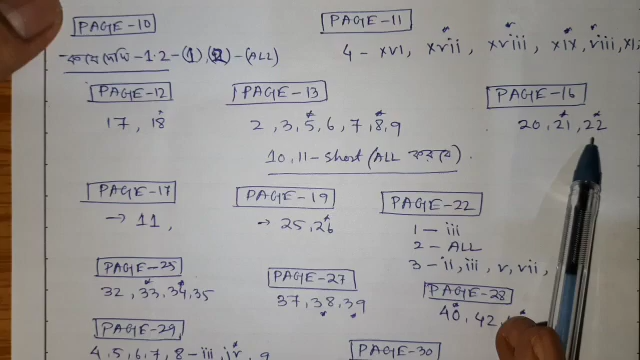 PAGE-10
কষে দেখি-1.2-(1),(2)-(ALL)
PAGE-11
4 - xvi, xvii, xviii, xix, viii, xi,
PAGE-12
17, 18
PAGE-13
2, 3, 5, 6, 7, 8, 9
10, 11 - short (ALL করবে)
PAGE-16
20, 21, 22
PAGE-17
→ 11,
PAGE-19
→ 25, 26
PAGE-22
1 - iii
2 - ALL
3 - ii, iii, v, vii,
PAGE-25
32, 33, 34, 35
PAGE-27
37, 38, 39
PAGE-28
40, 42,
PAGE-29
4, 5, 6, 7, 8 - iii, iv, 9
PAGE-30